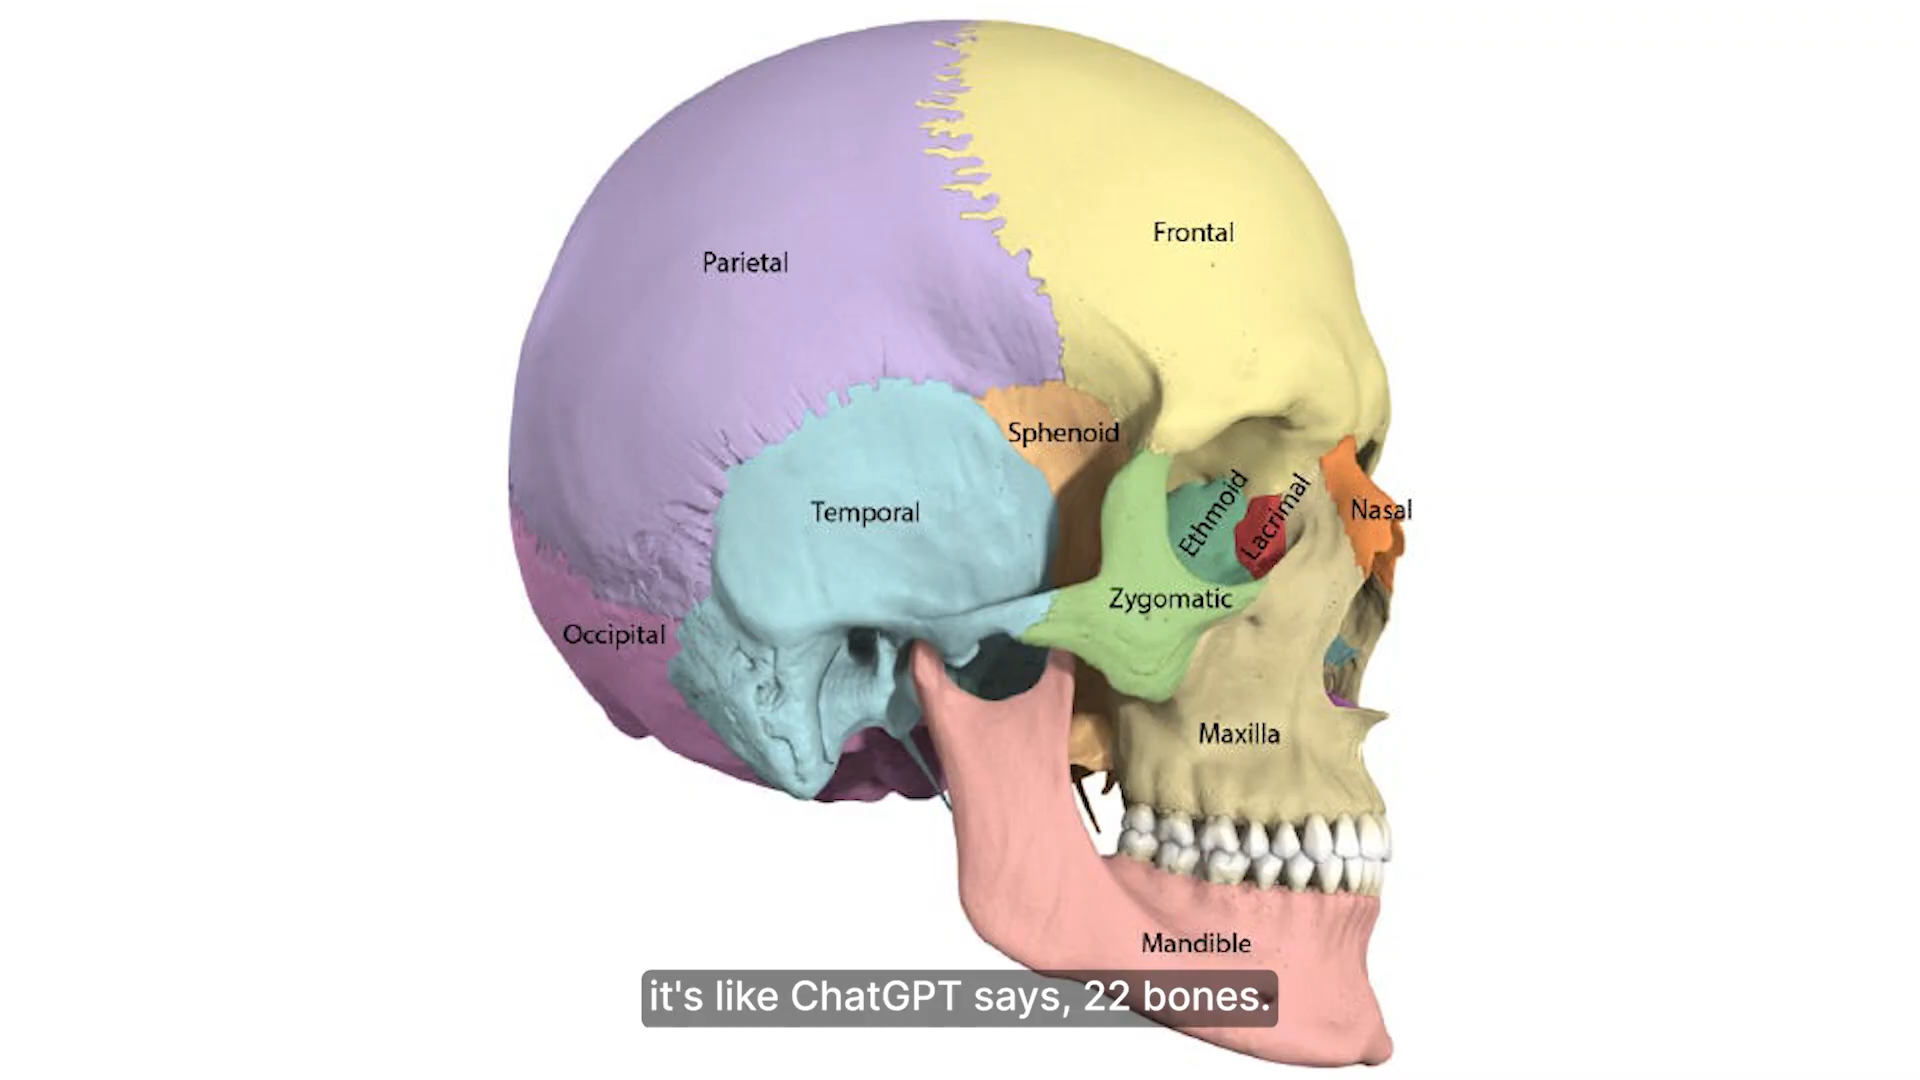 Frontal
Parietal
Sphenoid
Ethmoid
Lacrimal
Nasal
Temporal
Zygomatic
Occipital
Maxilla
Mandible
it's like ChatGPT says, 22 bones.